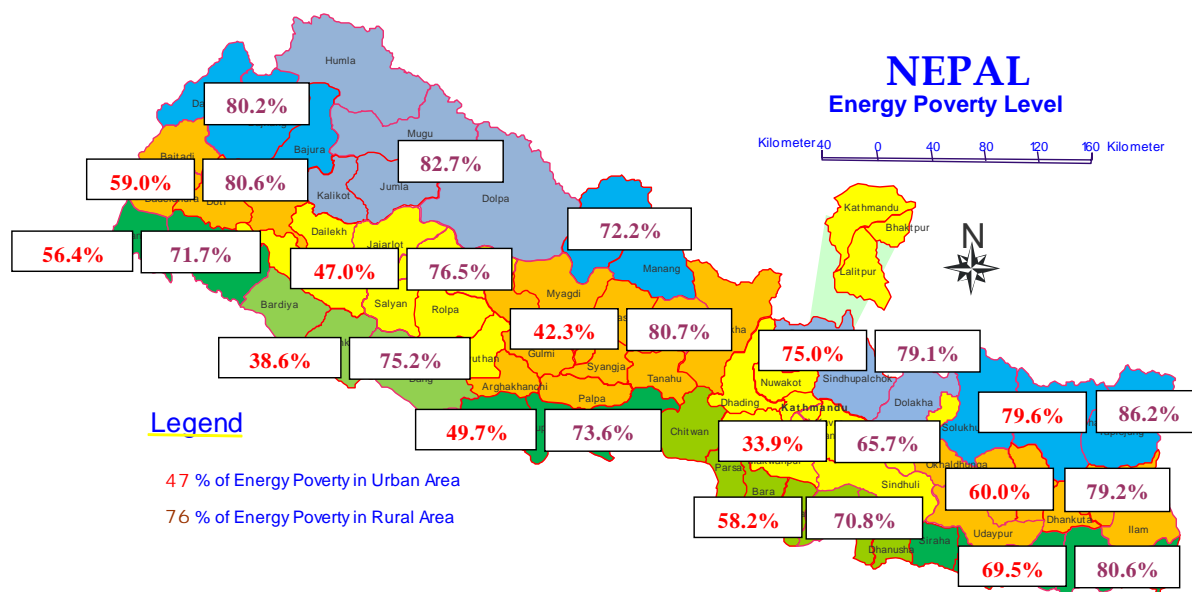 NEPAL
Energy Poverty Level
Kilometer 40 0 40 80 120 160 Kilometer
N
Humla
80.2%
Mugu
Bajura
82.7%
Baitadi
59.0%
80.6%
Doti
Kalikot
Jumla
Dolpa
Kathmandu
Bhaktpur
Lalitpur
72.2%
Manang
Dailekh
Jajarlot
56.4%
71.7%
47.0%
76.5%
Myagdi
Bardiya
Salyan
Rolpa
42.3%
80.7%
38.6%
75.2%
Gulmi
Syangja
Tanahu
Arghakhanchi
Palpa
75.0%
79.1%
Sindhupalchok
Nuwakot
Dolakha
Dhading
Kathmandu
79.6%
86.2%
49.7%
73.6%
Chitwan
33.9%
65.7%
Parsa
Bara
Sindhuli
60.0%
79.2%
58.2%
70.8%
Dhankuta
Ilam
Udaypur
Siraha
Dhanusha
69.5%
80.6%
Legend
47 % of Energy Poverty in Urban Area
76 % of Energy Poverty in Rural Area